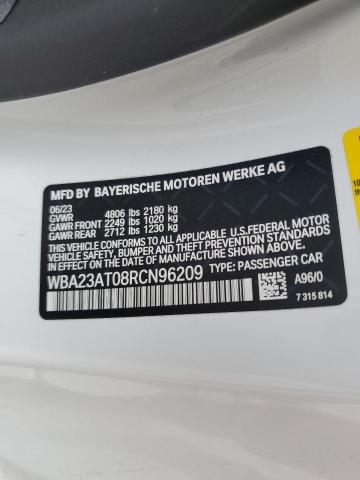 MFD. BY BAYERISCHE MOTOREN WERKE AG
06/23
GVWR 4806 lbs 2180 kg
GAWR FRONT 2249 lbs 1020 kg
GAWR REAR 2712 lbs 1230 kg
THIS VEHICLE CONFORMS TO ALL APPLICABLE U.S. FEDERAL MOTOR
VEHICLE SAFETY, BUMPER AND THEFT PREVENTION STANDARDS
IN EFFECT ON THE DATE OF MANUFACTURE SHOWN ABOVE.
WBA23AT08RCN96209 TYPE: PASSENGER CAR
A96/0
7 315 814